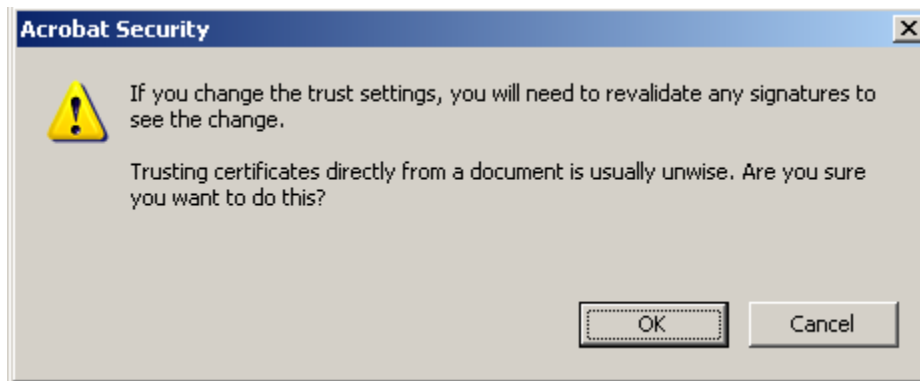 Acrobat Security
If you change the trust settings, you will need to revalidate any signatures to
see the change.
Trusting certificates directly from a document is usually unwise. Are you sure
you want to do this?
OK
Cancel